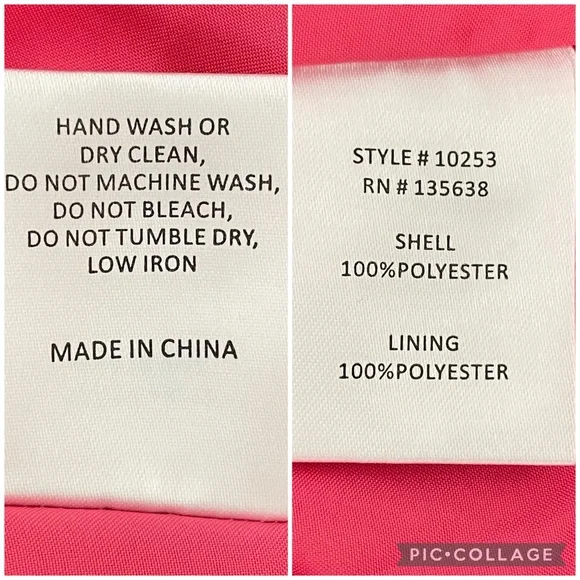 HAND WASH OR
DRY CLEAN,
DO NOT MACHINE WASH,
DO NOT BLEACH,
DO NOT TUMBLE DRY,
LOW IRON
MADE IN CHINA
STYLE # 10253
RN # 135638
SHELL
100%POLYESTER
LINING
100%POLYESTER
PIC•COLLAGE